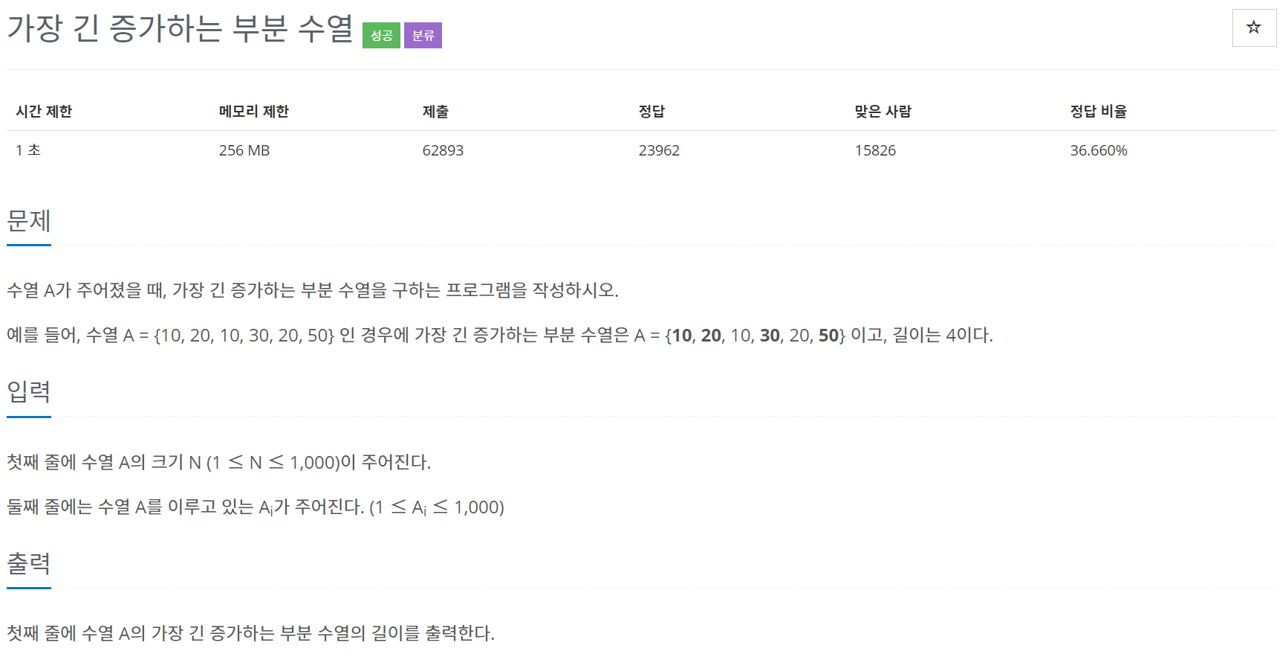 가장 긴 증가하는 부분 수열 성공 분류
☆
시간 제한 메모리 제한 제출 정답 맞은 사람 정답 비율
1 초 256 MB 62893 23962 15826 36.660%
문제
수열 A가 주어졌을 때, 가장 긴 증가하는 부분 수열을 구하는 프로그램을 작성하시오.
예를 들어, 수열 A = {10, 20, 10, 30, 20, 50} 인 경우에 가장 긴 증가하는 부분 수열은 A = {10, 20, 10, 30, 20, 50} 이고, 길이는 4이다.
입력
첫째 줄에 수열 A의 크기 N (1 ≤ N ≤ 1,000)이 주어진다.
둘째 줄에는 수열 A를 이루고 있는 Aᵢ가 주어진다. (1 ≤ Aᵢ ≤ 1,000)
출력
첫째 줄에 수열 A의 가장 긴 증가하는 부분 수열의 길이를 출력한다.